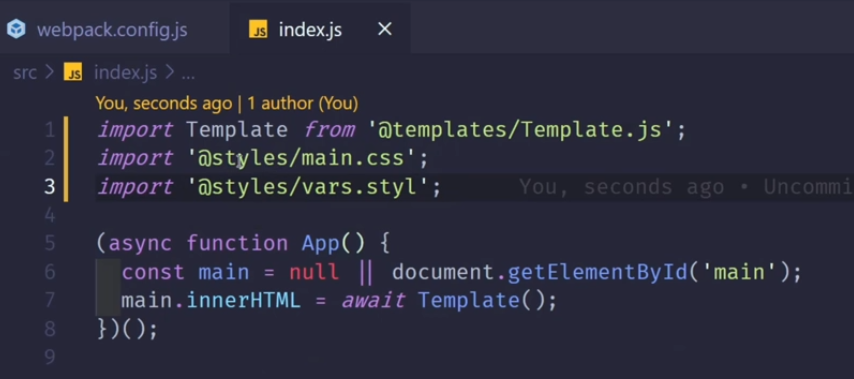 webpack.config.js
JS index.js ×
src > JS index.js > ...
You, seconds ago | 1 author (You)
1 import Template from '@templates/Template.js';
2 import '@styles/main.css';
3 import '@styles/vars.styl'; You, seconds ago • Uncommi
4
5 (async function App() {
6 const main = null || document.getElementById('main');
7 main.innerHTML = await Template();
8 })();
9